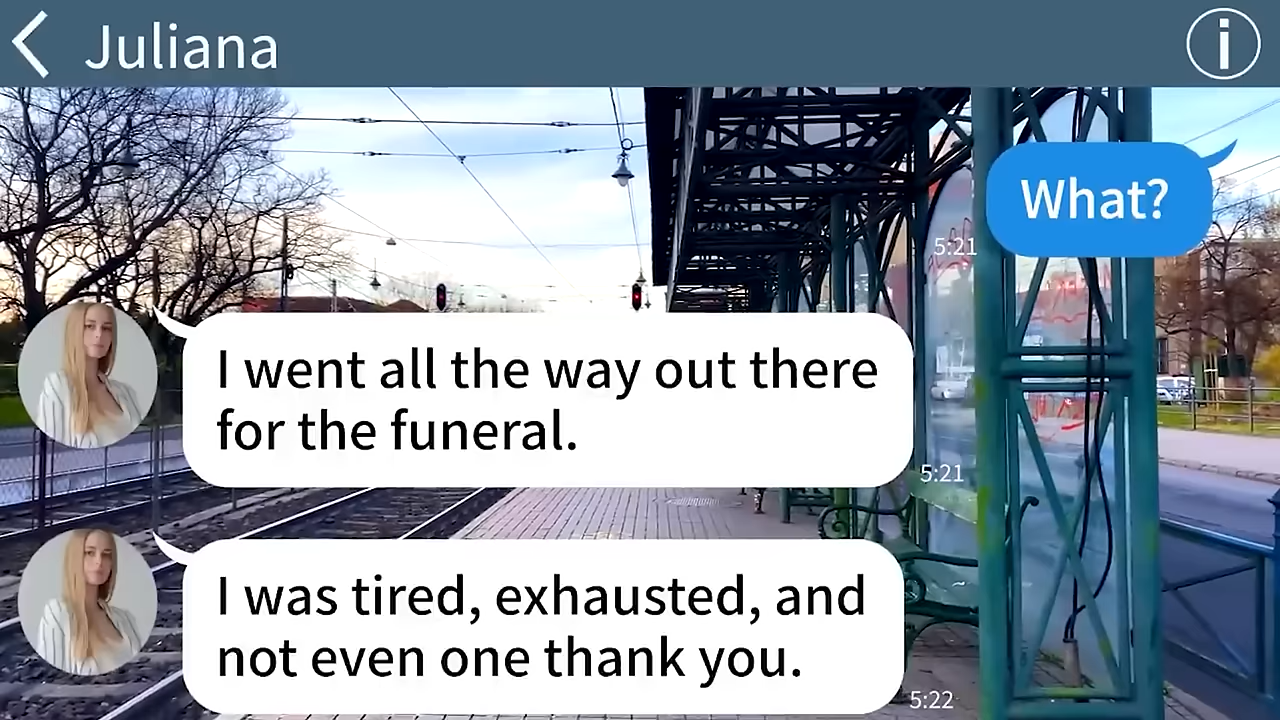 Juliana
What?
5:21
I went all the way out there
for the funeral.
5:21
I was tired, exhausted, and
not even one thank you.
5:22